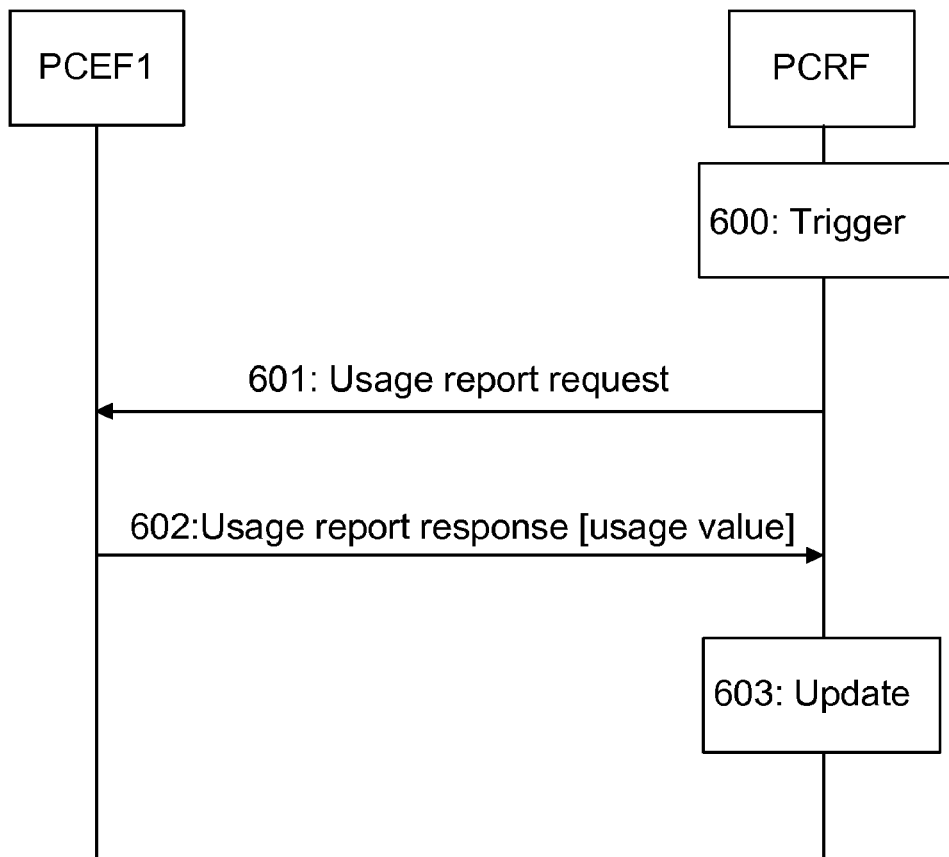 PCEF1
PCRF
600: Trigger
601: Usage report request
602:Usage report response [usage value]
603: Update